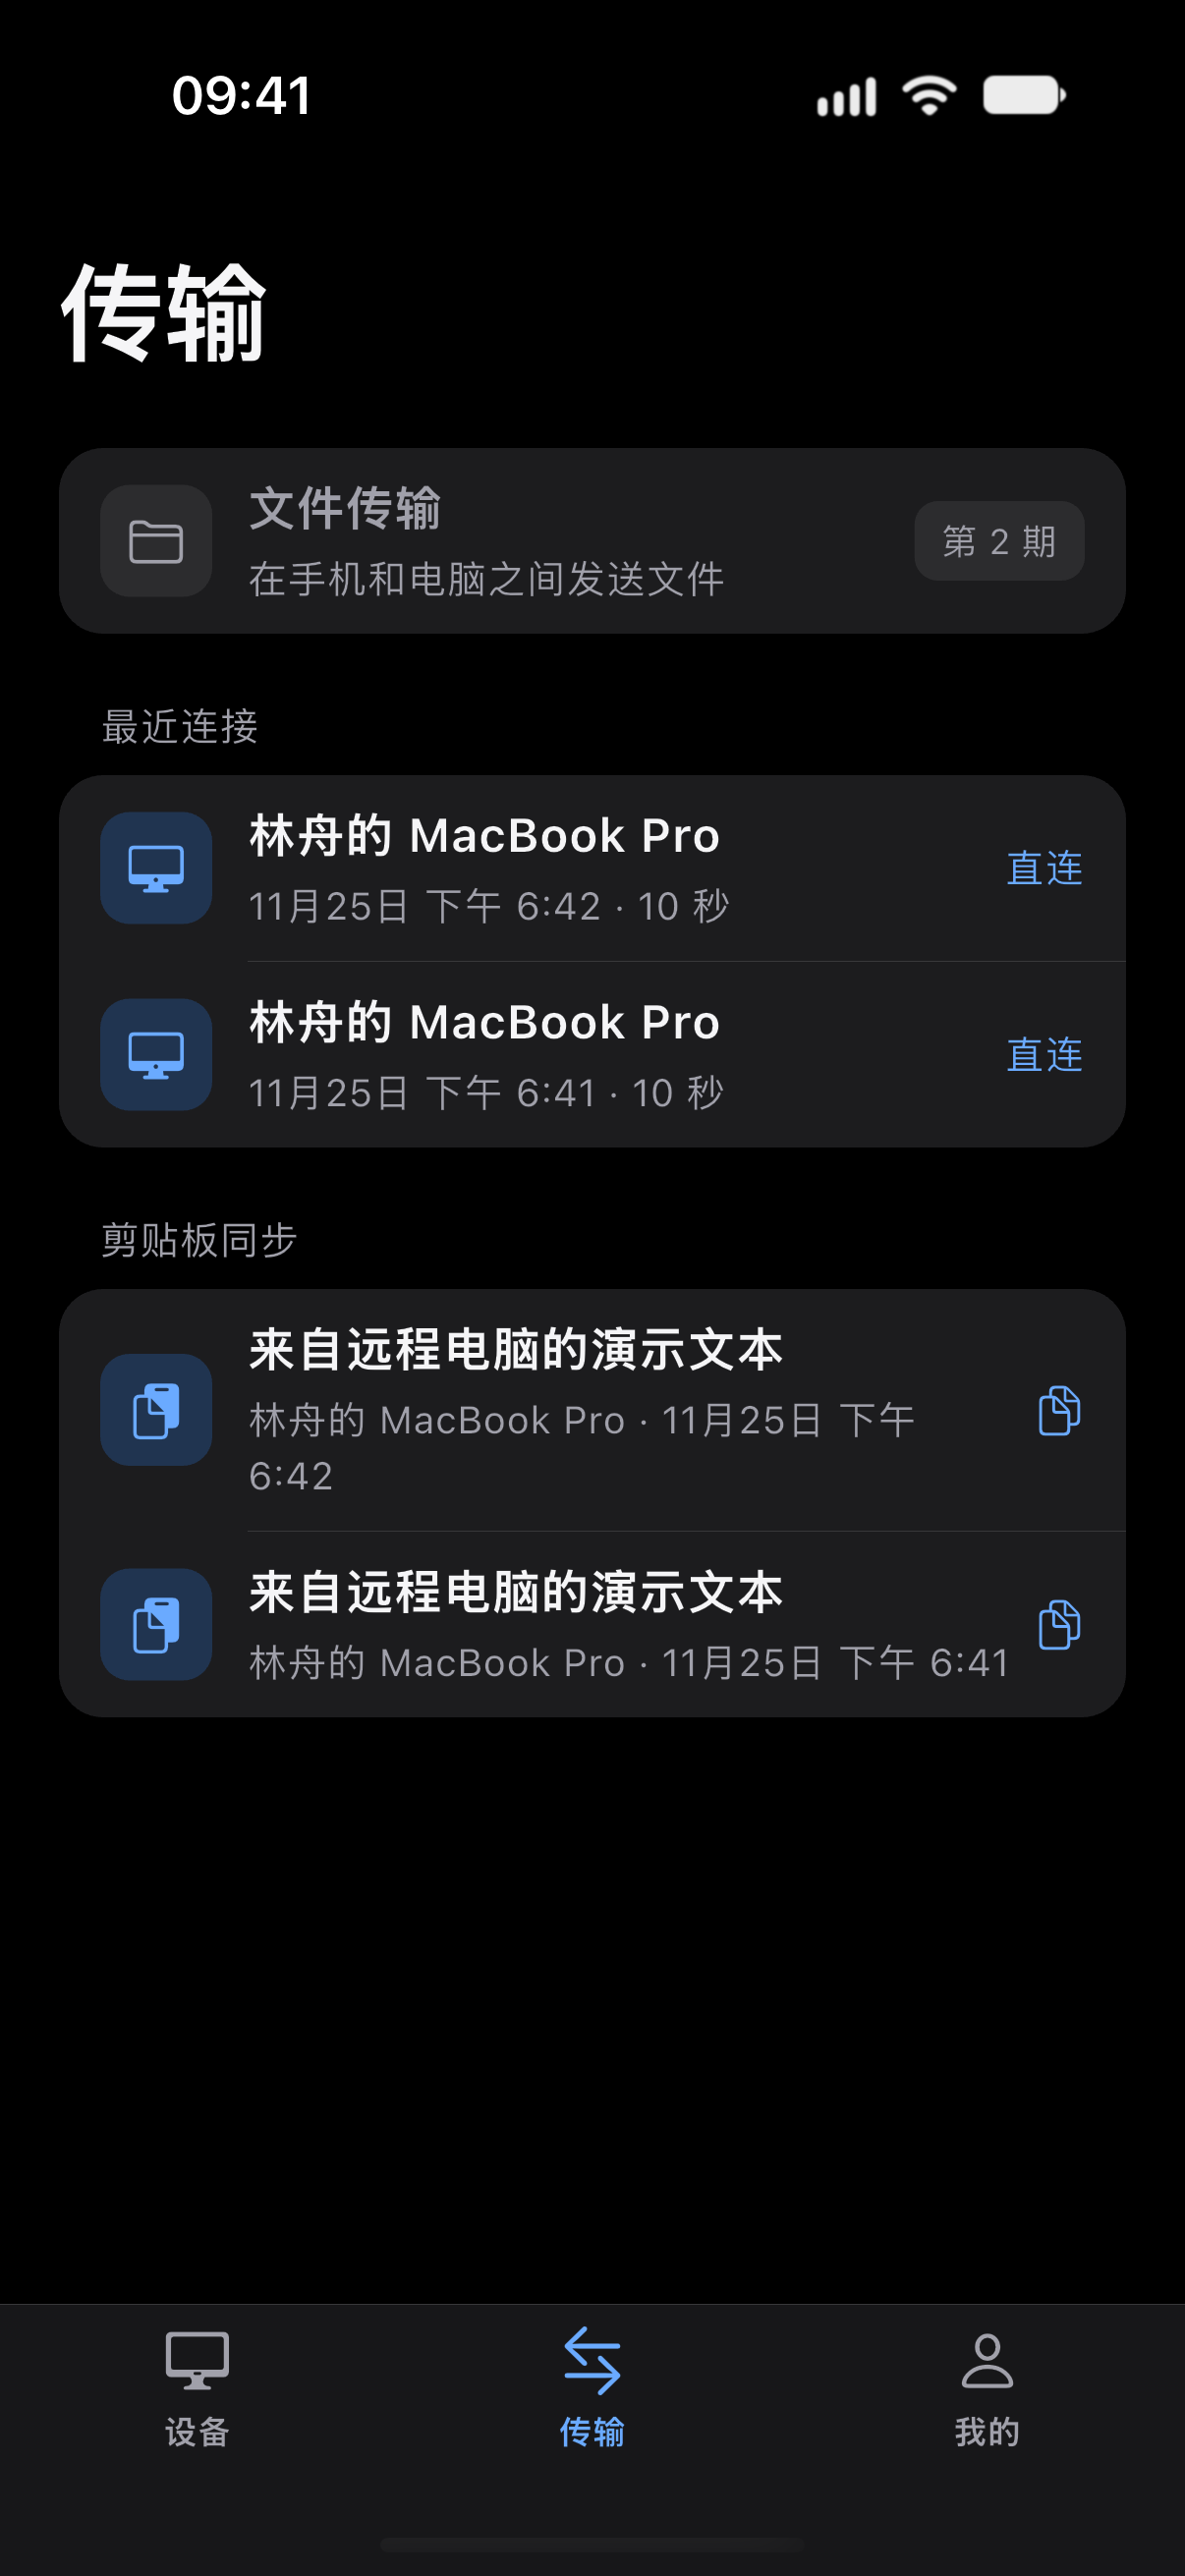 09:41
传输
文件传输
在手机和电脑之间发送文件
第 2 期
最近连接
林舟的 MacBook Pro
11月25日 下午 6:42 · 10 秒
直连
林舟的 MacBook Pro
11月25日 下午 6:41 · 10 秒
直连
剪贴板同步
来自远程电脑的演示文本
林舟的 MacBook Pro · 11月25日 下午
6:42
来自远程电脑的演示文本
林舟的 MacBook Pro · 11月25日 下午 6:41
设备
传输
我的